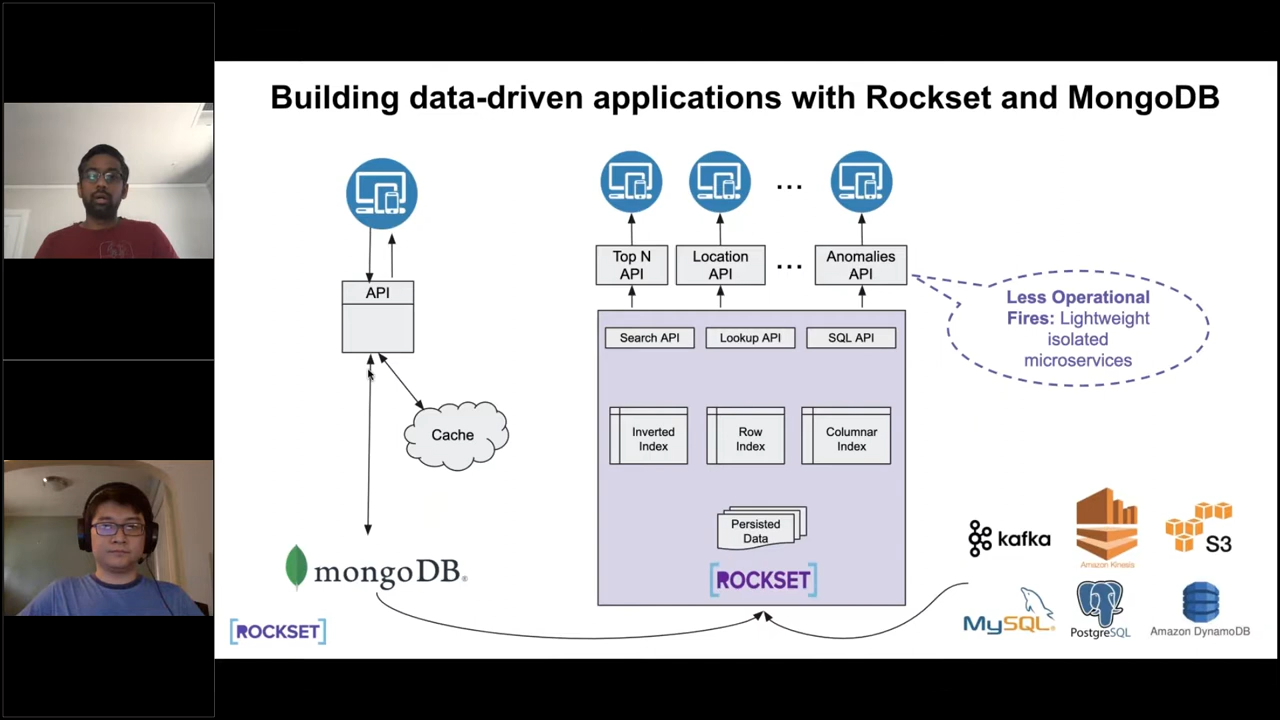 Building data-driven applications with Rockset and MongoDB
...
Top N
API
Location
API
...
Anomalies
API
API
Less Operational
Fires: Lightweight
isolated
microservices
Search API
Lookup API
SQL API
Cache
Inverted
Index
Row
Index
Columnar
Index
Persisted
Data
kafka
Amazon Kinesis
S3
mongoDB®
[ROCKSET]
MySQL®
PostgreSQL
Amazon DynamoDB
[ROCKSET]